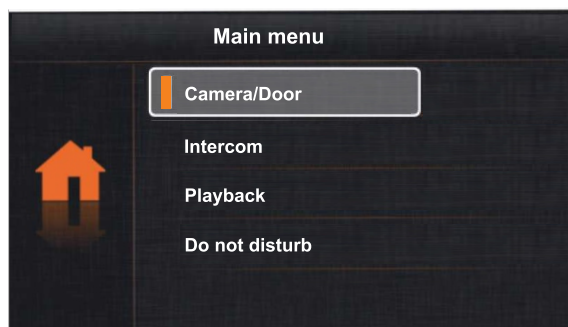 Main menu
Camera/Door
Intercom
Playback
Do not disturb